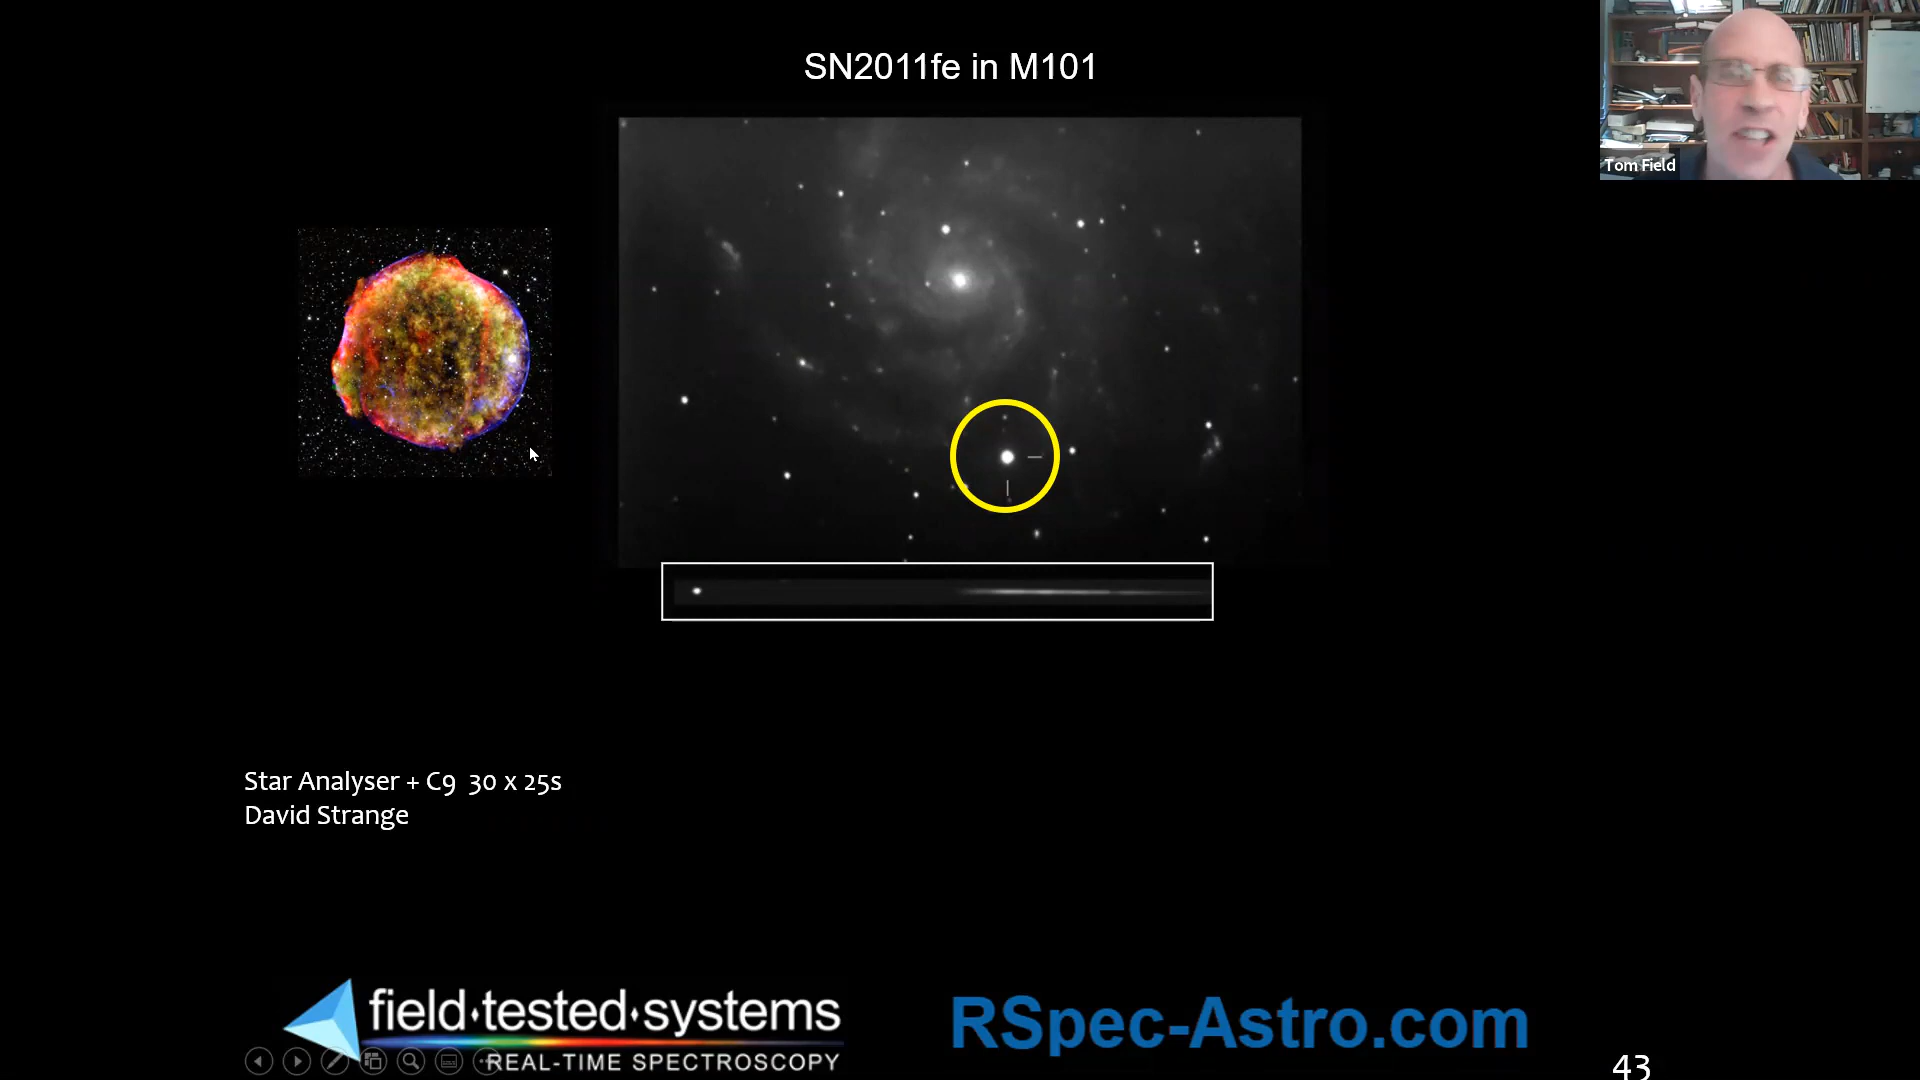 SN2011fe in M101
Tom Field
Star Analyser + C9 30 x 25s
David Strange
field·tested·systems
REAL-TIME SPECTROSCOPY
RSpec-Astro.com
43